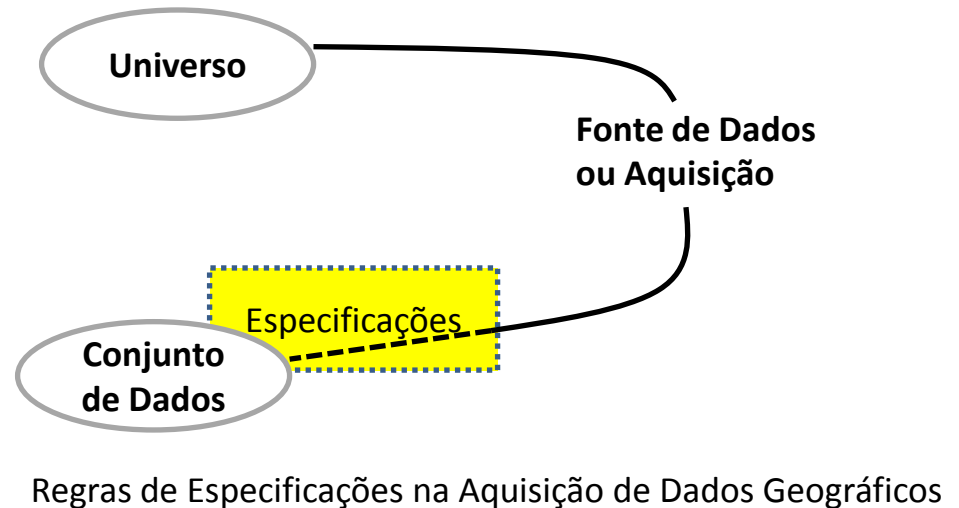 Universo
Fonte de Dados
ou Aquisição
Especificações
Conjunto
de Dados
Regras de Especificações na Aquisição de Dados Geográficos